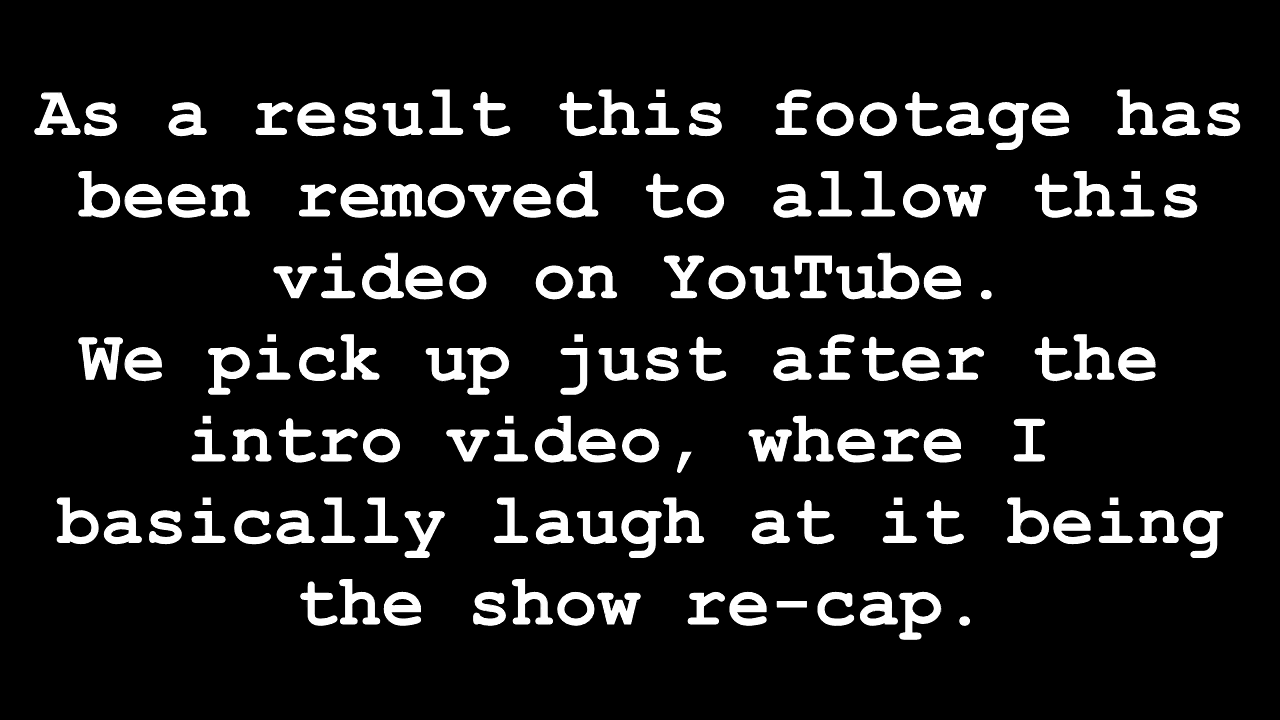 As a result this footage has
been removed to allow this
video on YouTube.
We pick up just after the
intro video, where I
basically laugh at it being
the show re-cap.